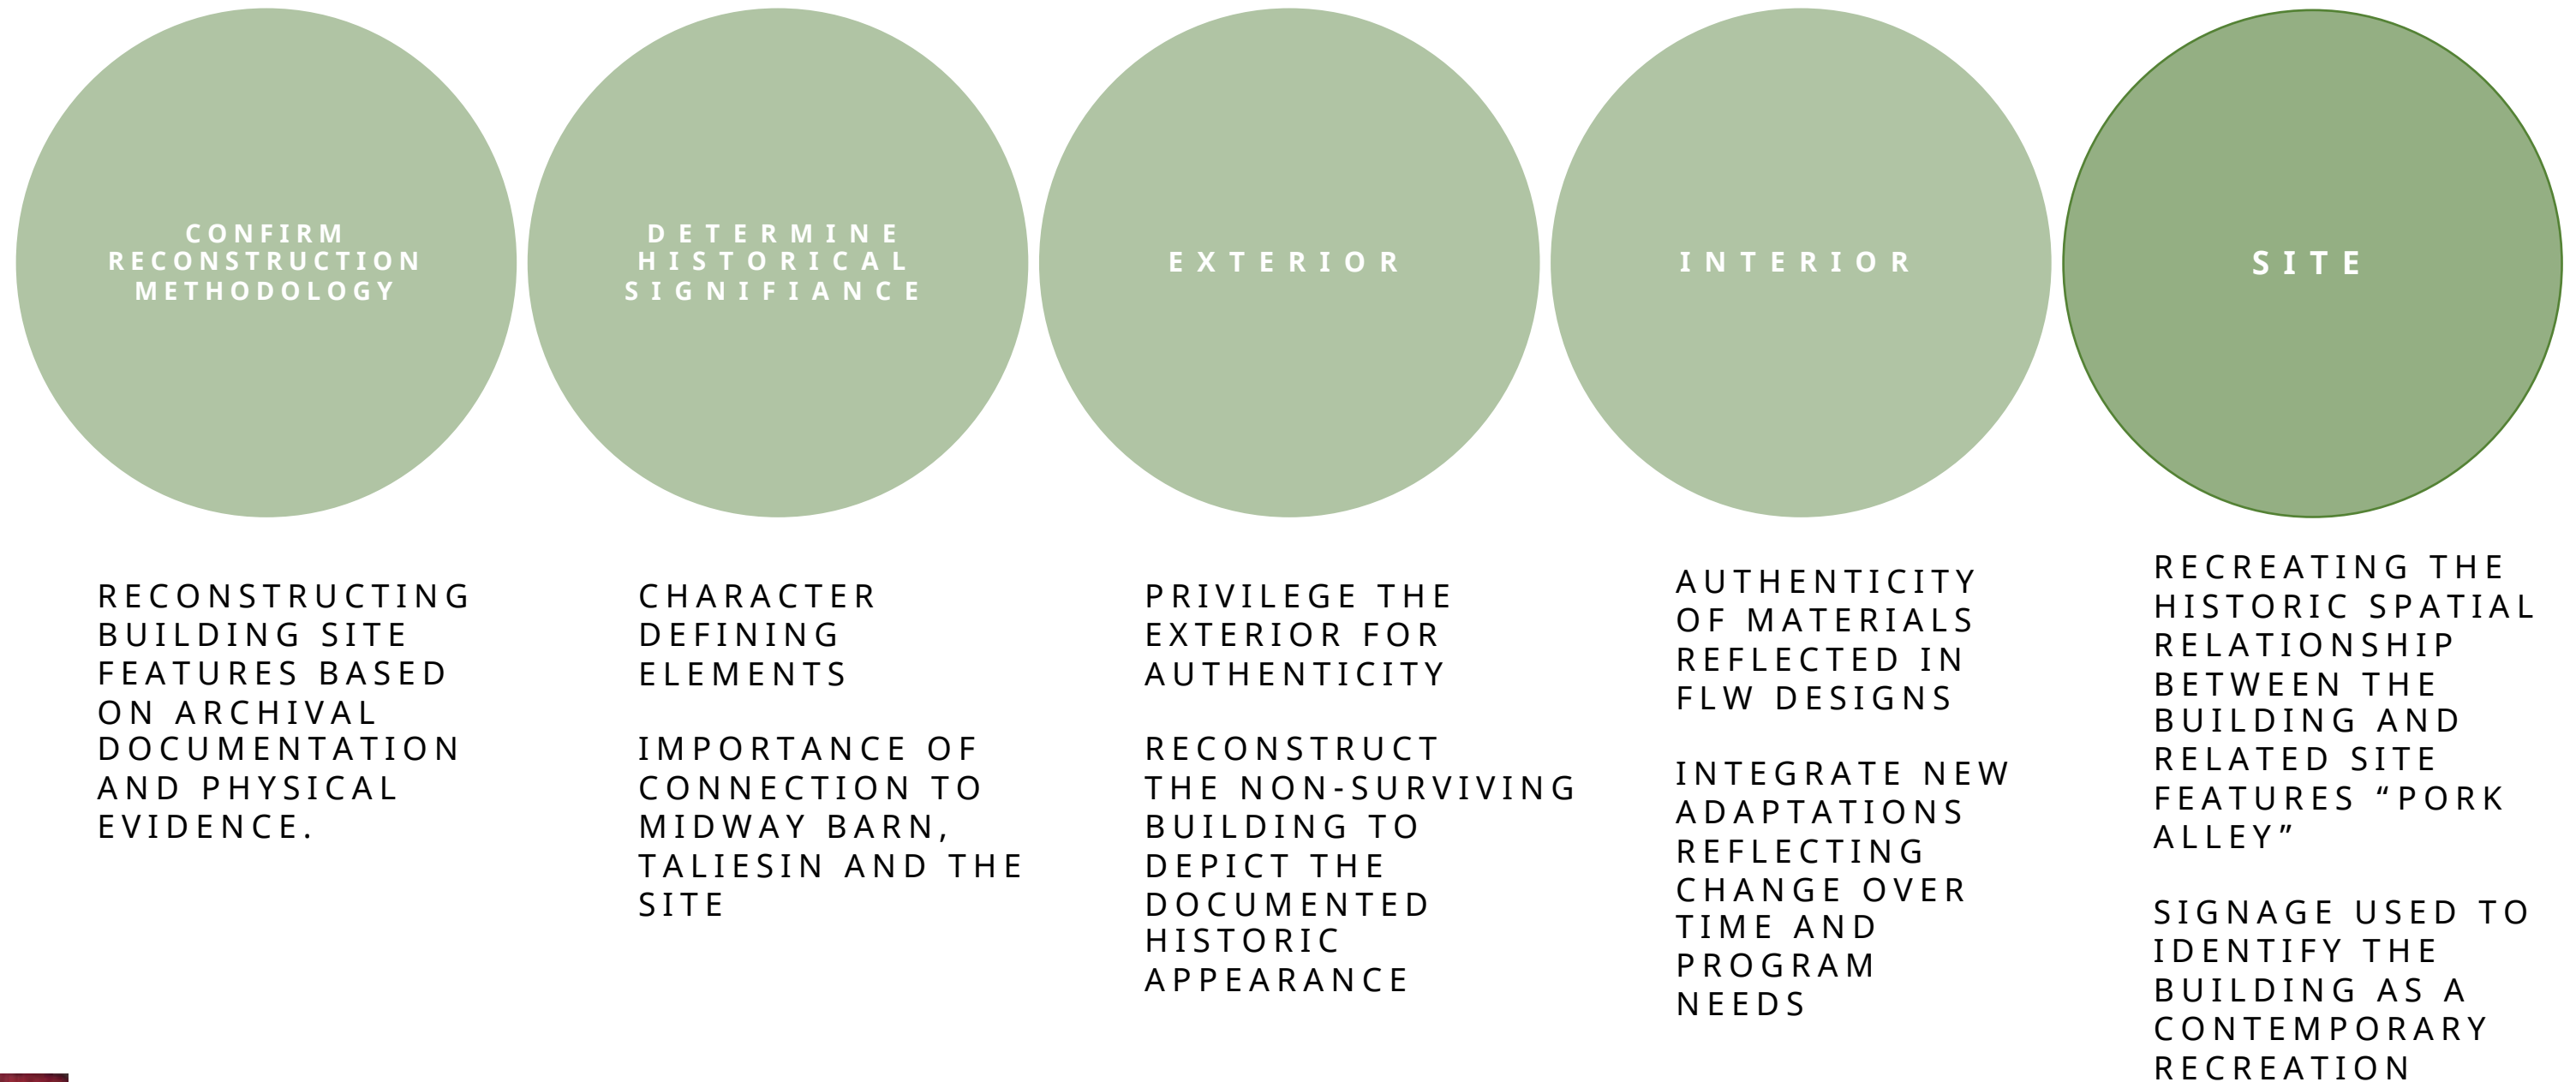 CONFIRM
RECONSTRUCTION
METHODOLOGY
RECONSTRUCTING
BUILDING SITE
FEATURES BASED
ON ARCHIVAL
DOCUMENTATION
AND PHYSICAL
EVIDENCE.
DETERMINE
HISTORICAL
SIGNIFIANCE
CHARACTER
DEFINING
ELEMENTS
IMPORTANCE OF
CONNECTION TO
MIDWAY BARN,
TALIESIN AND THE
SITE
EXTERIOR
PRIVILEGE THE
EXTERIOR FOR
AUTHENTICITY
RECONSTRUCT
THE NON-SURVIVING
BUILDING TO
DEPICT THE
DOCUMENTED
HISTORIC
APPEARANCE
INTERIOR
AUTHENTICITY
OF MATERIALS
REFLECTED IN
FLW DESIGNS
INTEGRATE NEW
ADAPTATIONS
REFLECTING
CHANGE OVER
TIME AND
PROGRAM
NEEDS
SITE
RECREATING THE
HISTORIC SPATIAL
RELATIONSHIP
BETWEEN THE
BUILDING AND
RELATED SITE
FEATURES “PORK
ALLEY”
SIGNAGE USED TO
IDENTIFY THE
BUILDING AS A
CONTEMPORARY
RECREATION